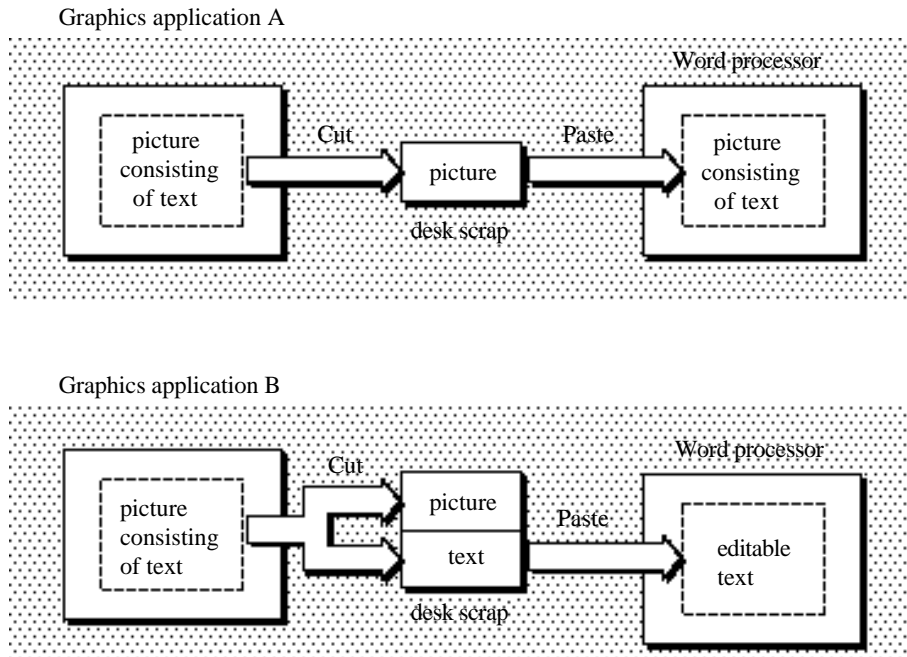 Graphics application A
Word processor
Cut
Paste
picture
consisting
of text
picture
picture
consisting
of text
desk scrap
Graphics application B
Word processor
Cut
picture
consisting
of text
picture
text
Paste
editable
text
desk scrap